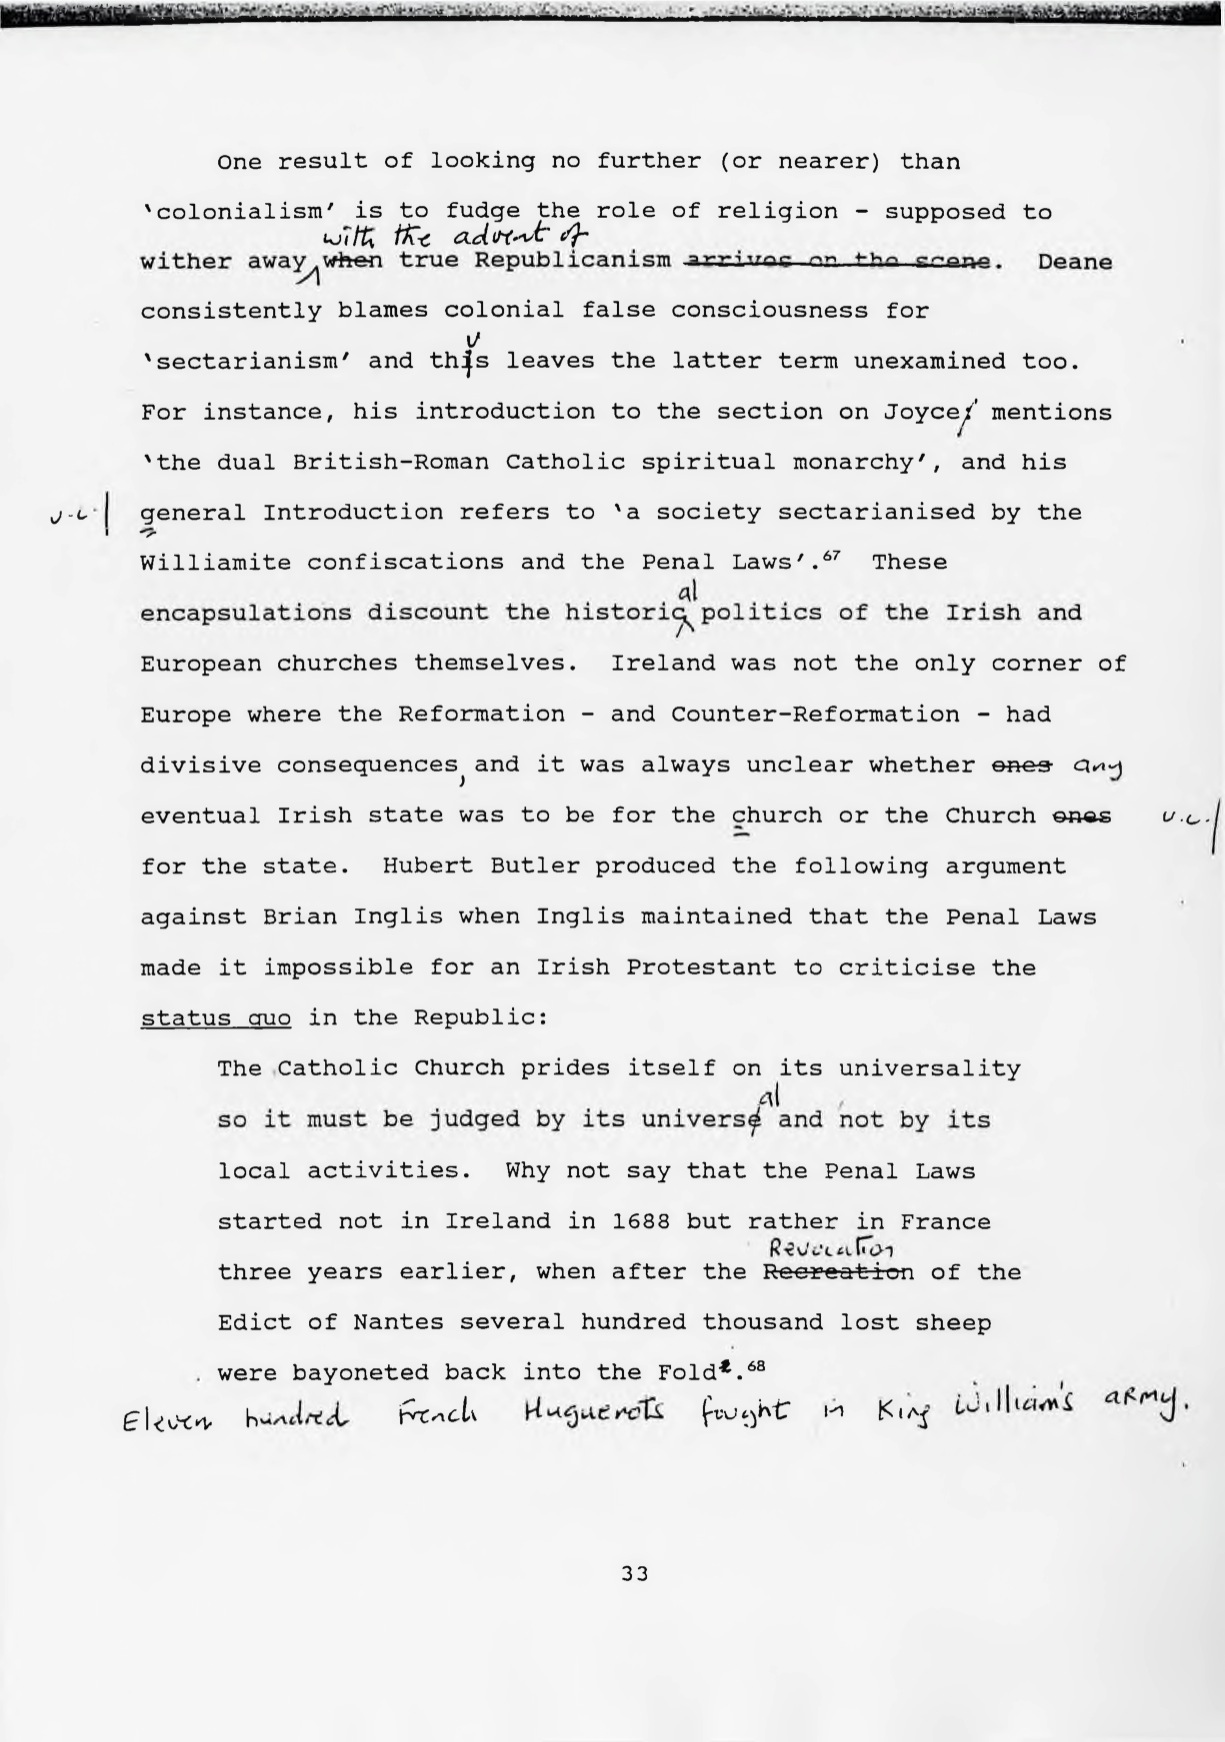 One result of looking no further (or nearer) than
‘colonialism’ is to fudge the role of religion - supposed to
with the advent of
wither away when true Republicanism arrives on the scene. Deane
consistently blames colonial false consciousness for
u
‘sectarianism’ and this leaves the latter term unexamined too.
For instance, his introduction to the section on Joyce, mentions
‘the dual British-Roman Catholic spiritual monarchy’, and his
u.c. general Introduction refers to ‘a society sectarianised by the
Williamite confiscations and the Penal Laws’.67 These
al
encapsulations discount the historic politics of the Irish and
European churches themselves. Ireland was not the only corner of
Europe where the Reformation - and Counter-Reformation - had
divisive consequences, and it was always unclear whether ones any
eventual Irish state was to be for the church or the Church ones u.c.
for the state. Hubert Butler produced the following argument
against Brian Inglis when Inglis maintained that the Penal Laws
made it impossible for an Irish Protestant to criticise the
status quo in the Republic:
The Catholic Church prides itself on its universality
al
so it must be judged by its universe and not by its
local activities. Why not say that the Penal Laws
started not in Ireland in 1688 but rather in France
Revocation
three years earlier, when after the Recreation of the
Edict of Nantes several hundred thousand lost sheep
were bayoneted back into the Fold.68
Eleven hundred French Huguenots fought in King William's army.
33